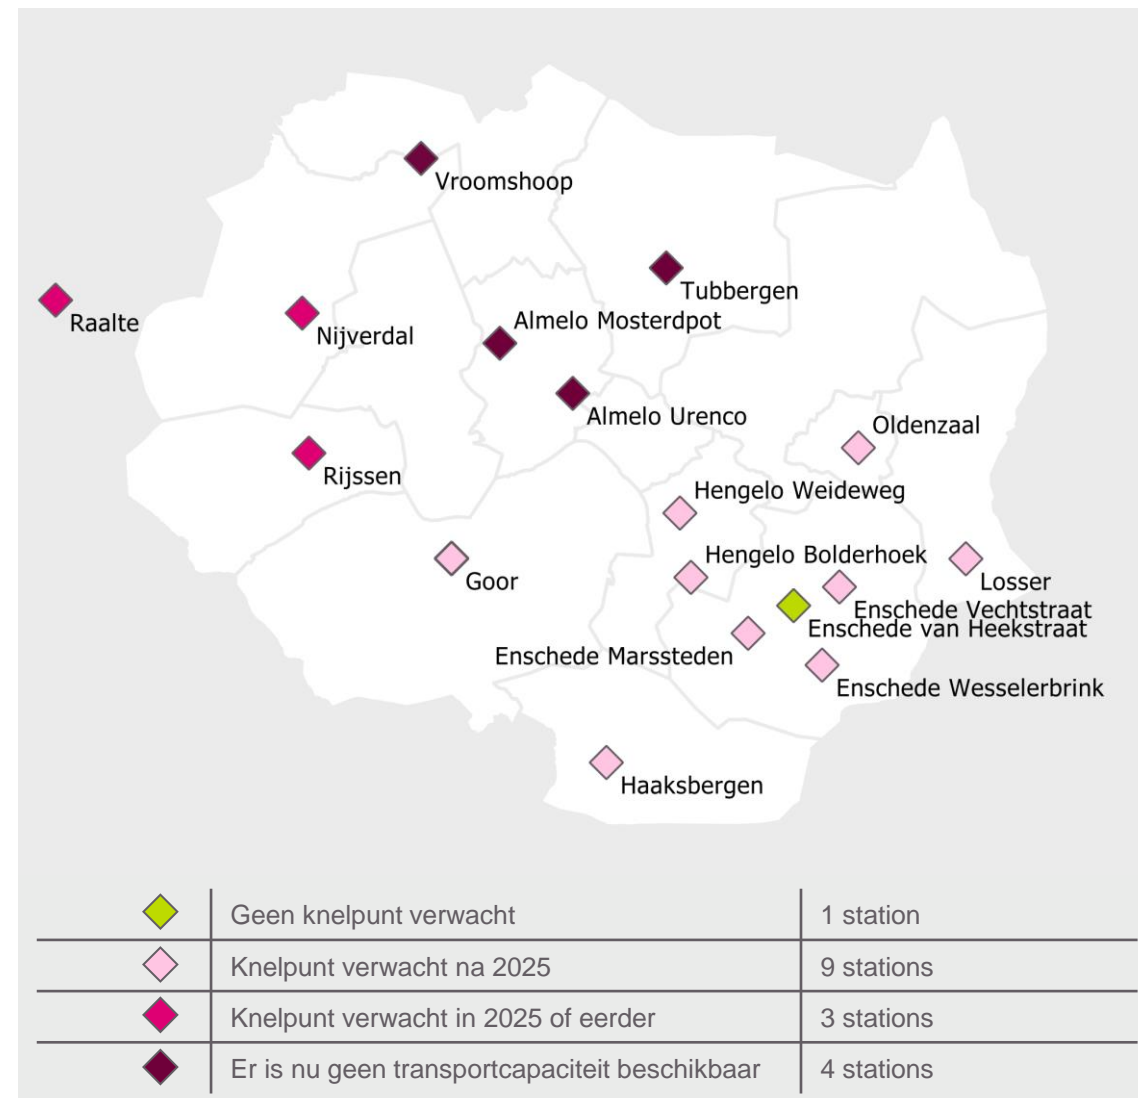 Vroomshoop
Tubbergen
Raalte
Nijverdal
Almelo Mosterdpot
Almelo Urenco
Oldenzaal
Rijssen
Hengelo Weideweg
Hengelo Bolderhoek
Goor
Losser
Enschede Vechtstraat
Enschede van Heekstraat
Enschede Marssteden
Enschede Wesselerbrink
Haaksbergen
Geen knelpunt verwacht 1 station
Knelpunt verwacht na 2025 9 stations
Knelpunt verwacht in 2025 of eerder 3 stations
Er is nu geen transportcapaciteit beschikbaar 4 stations